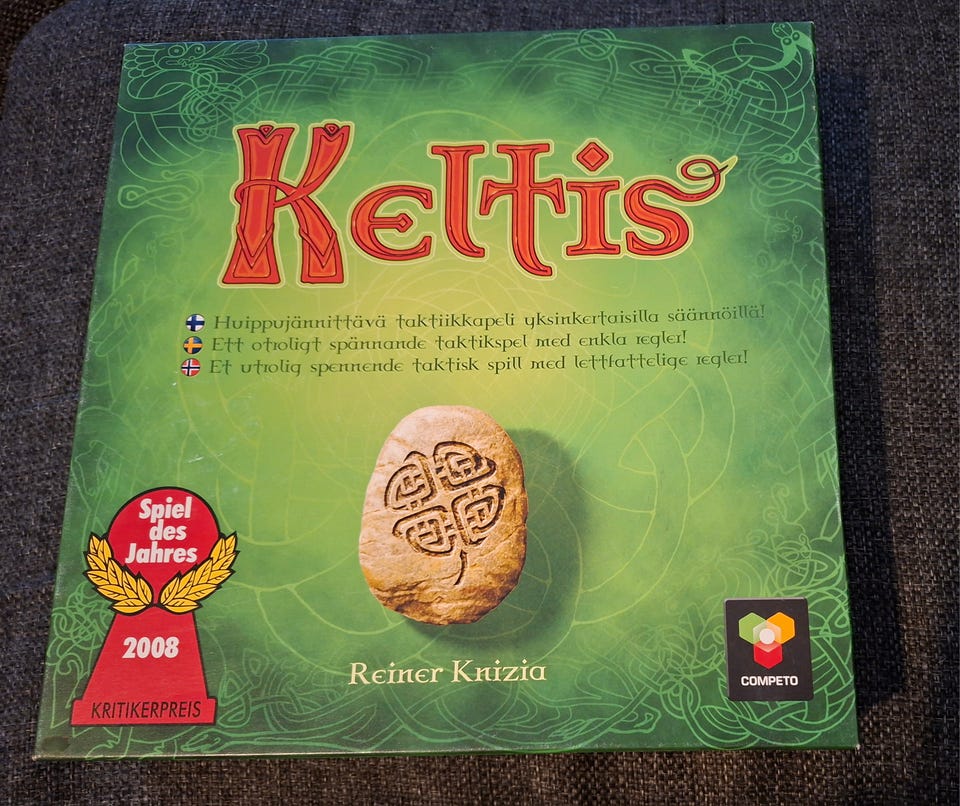 Keltis
Huippujännittävä taktiikkapeli yksinkertaisilla säännöillä!
Ett otroligt spännande taktikspel med enkla regler!
Et utrolig spennende taktisk spill med lettfattelige regler!
Spiel
des
Jahres
2008
KRITIKERPREIS
Reiner Knizia
COMPETO